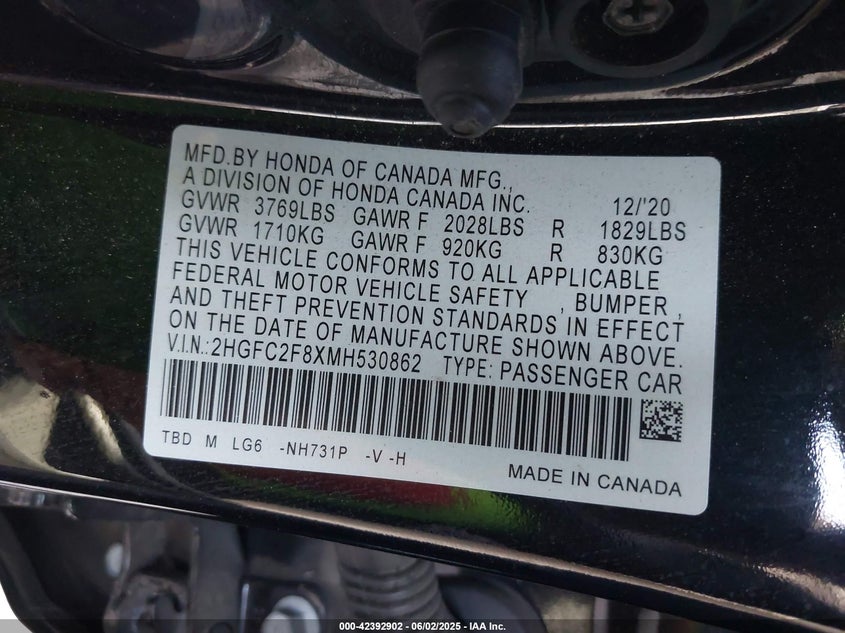 MFD.BY HONDA OF CANADA MFG.,
A DIVISION OF HONDA CANADA INC. 12/'20
GVWR 3769LBS GAWR F 2028LBS R 1829LBS
GVWR 1710KG GAWR F 920KG R 830KG
THIS VEHICLE CONFORMS TO ALL APPLICABLE
FEDERAL MOTOR VEHICLE SAFETY , BUMPER ,
AND THEFT PREVENTION STANDARDS IN EFFECT
ON THE DATE OF MANUFACTURE SHOWN ABOVE.
V.I.N.:2HGFC2F8XMH530862 TYPE: PASSENGER CAR
TBD M LG6 -NH731P -V -H
MADE IN CANADA
000-42392902 - 06/02/2025 - IAA Inc.